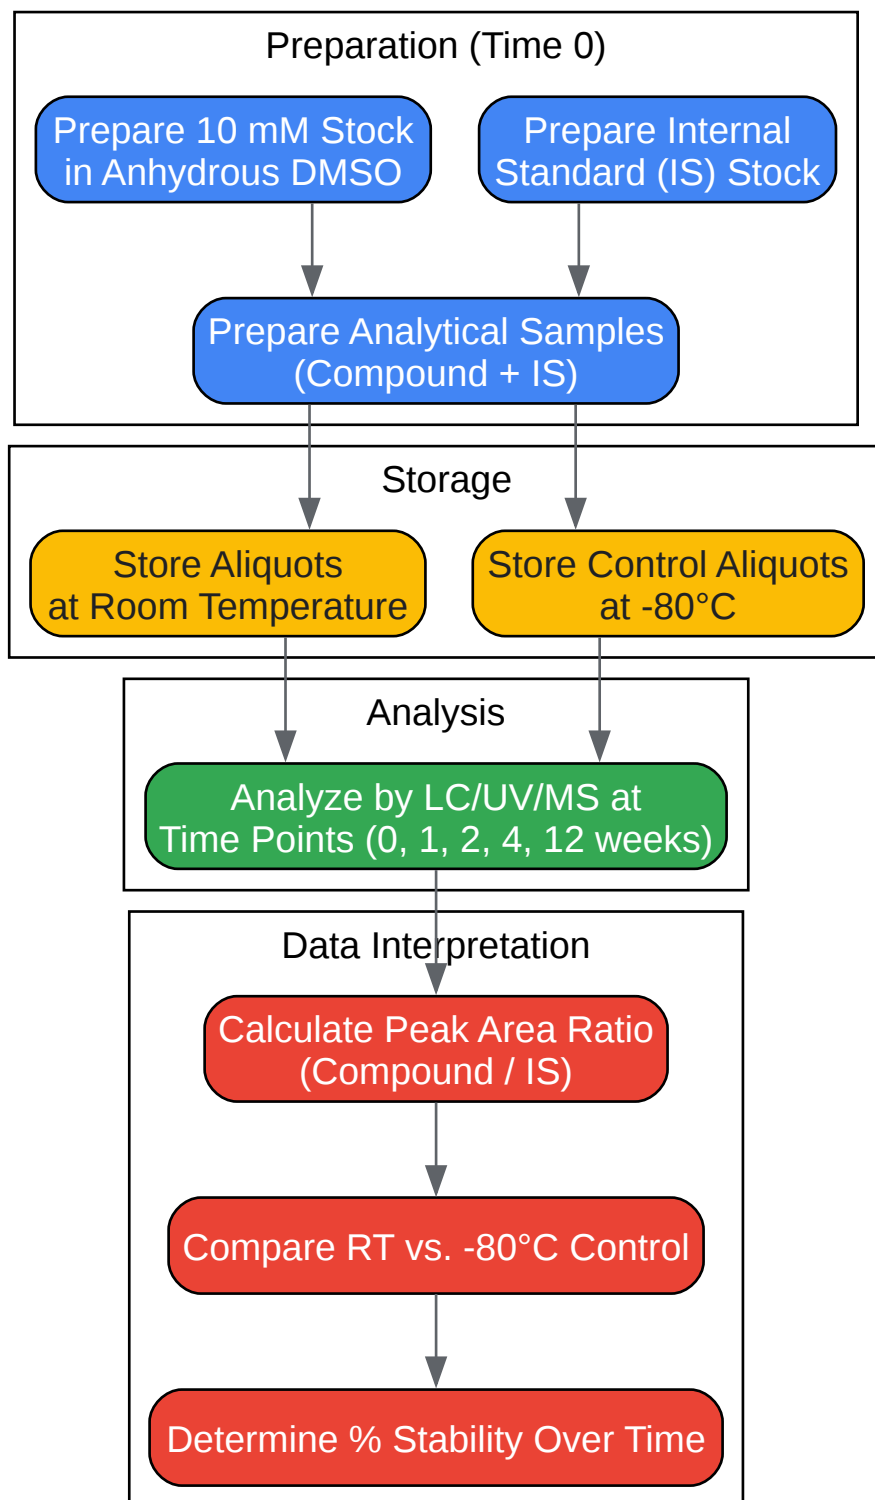 Preparation (Time 0)
Prepare 10 mM Stock
in Anhydrous DMSO
Prepare Internal
Standard (IS) Stock
Prepare Analytical Samples
(Compound + IS)
Storage
Store Aliquots
at Room Temperature
Store Control Aliquots
at -80°C
Analysis
Analyze by LC/UV/MS at
Time Points (0, 1, 2, 4, 12 weeks)
Data Interpretation
Calculate Peak Area Ratio
(Compound / IS)
Compare RT vs. -80°C Control
Determine % Stability Over Time